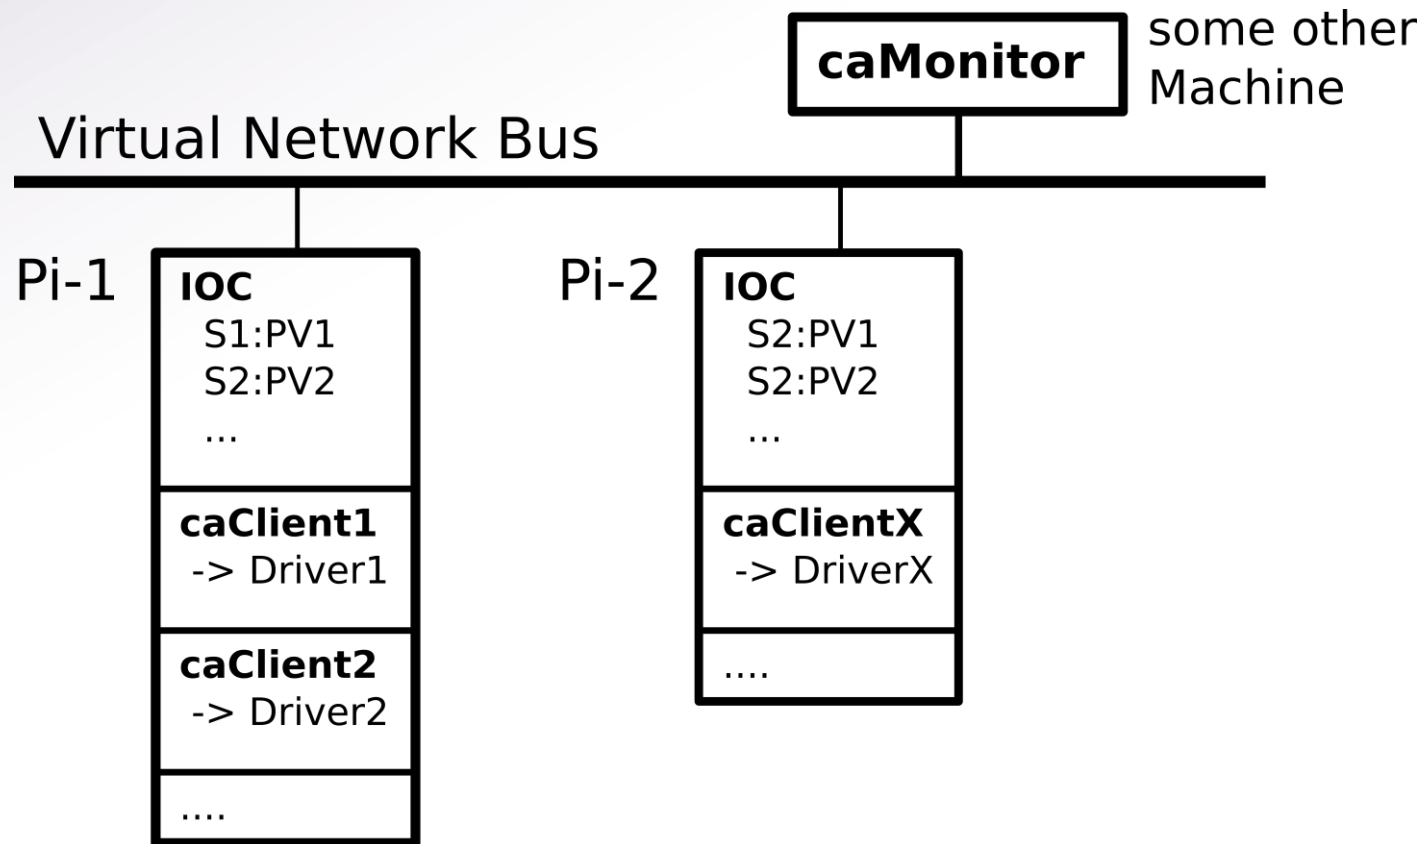 some other
Machine
caMonitor
Virtual Network Bus
Pi-1
IOC
S1:PV1
S2:PV2
...
caClient1
-> Driver1
caClient2
-> Driver2
....
Pi-2
IOC
S2:PV1
S2:PV2
...
caClientX
-> DriverX
....